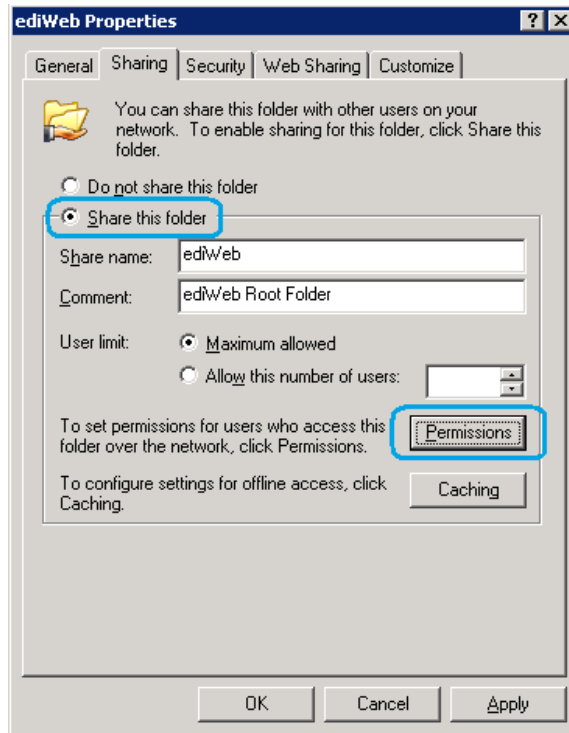 ediWeb Properties
General
Sharing
Security
Web Sharing
Customize
You can share this folder with other users on your
network. To enable sharing for this folder, click Share this
folder.
Do not share this folder
Share this folder
Share name: ediWeb
Comment: ediWeb Root Folder
User limit: Maximum allowed
Allow this number of users:
To set permissions for users who access this
folder over the network, click Permissions.
Permissions
To configure settings for offline access, click
Caching.
Caching
OK
Cancel
Apply